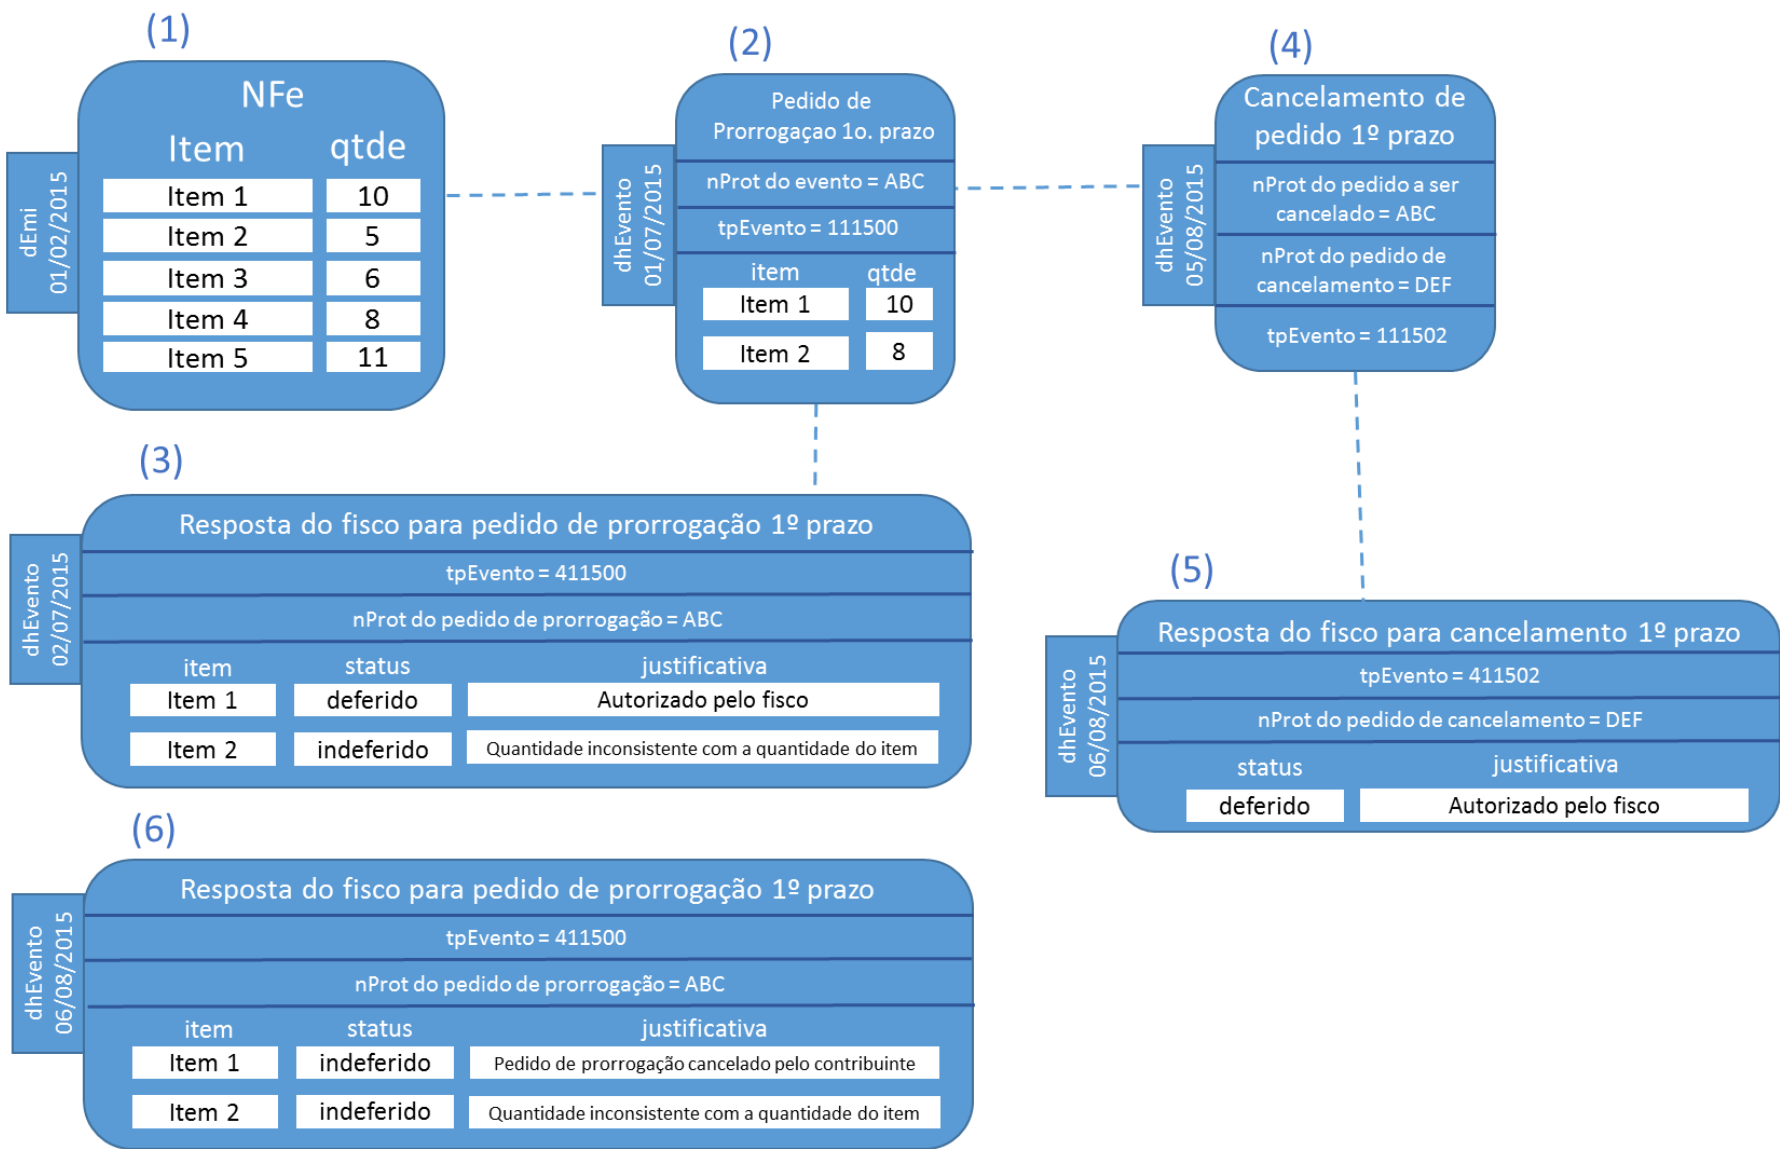 (1)
NFe
Item qtde
Item 1 10
Item 2 5
Item 3 6
Item 4 8
Item 5 11
dEmi
01/02/2015
(2)
Pedido de
Prorrogaçao 1o. prazo
nProt do evento = ABC
tpEvento = 111500
item qtde
Item 1 10
Item 2 8
dhEvento
01/07/2015
(4)
Cancelamento de
pedido 1º prazo
nProt do pedido a ser
cancelado = ABC
nProt do pedido de
cancelamento = DEF
tpEvento = 111502
dhEvento
05/08/2015
(3)
Resposta do fisco para pedido de prorrogação 1º prazo
tpEvento = 411500
nProt do pedido de prorrogação = ABC
item status justificativa
Item 1 deferido Autorizado pelo fisco
Item 2 indeferido Quantidade inconsistente com a quantidade do item
dhEvento
02/07/2015
(5)
Resposta do fisco para cancelamento 1º prazo
tpEvento = 411502
nProt do pedido de cancelamento = DEF
status justificativa
deferido Autorizado pelo fisco
dhEvento
06/08/2015
(6)
Resposta do fisco para pedido de prorrogação 1º prazo
tpEvento = 411500
nProt do pedido de prorrogação = ABC
item status justificativa
Item 1 indeferido Pedido de prorrogação cancelado pelo contribuinte
Item 2 indeferido Quantidade inconsistente com a quantidade do item
dhEvento
06/08/2015